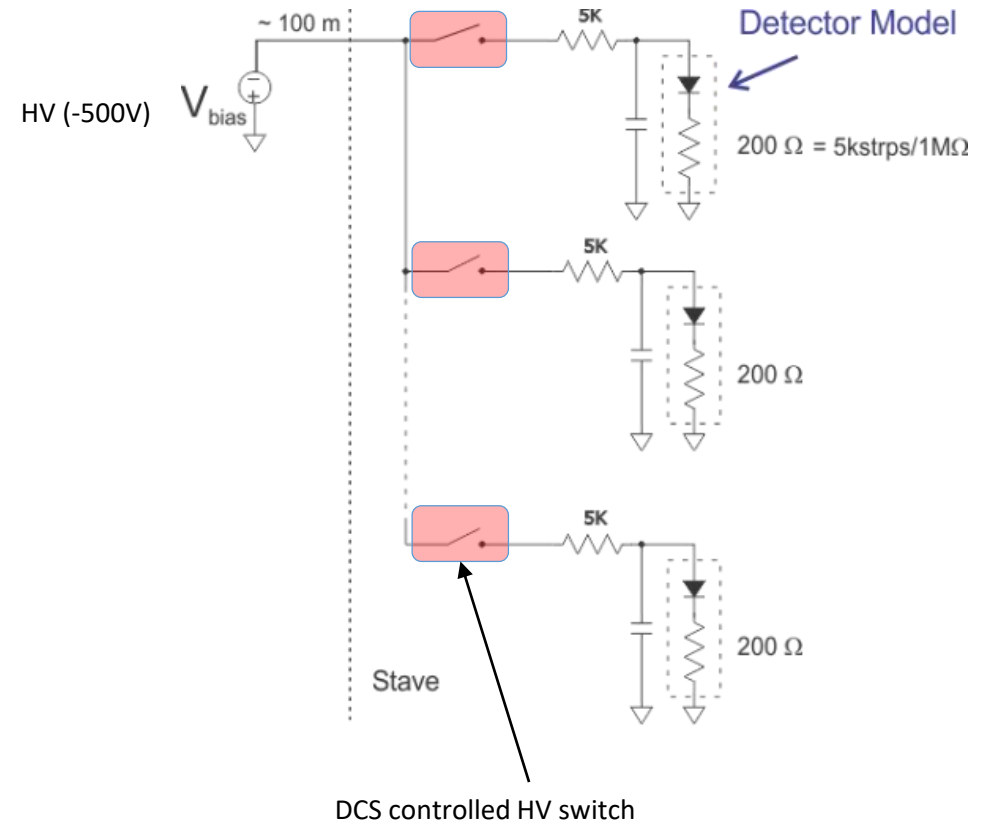 ~ 100 m
5K
Detector Model
HV (-500V)
V bias
−
+
200 Ω = 5kstrps/1MΩ
5K
200 Ω
5K
200 Ω
Stave
DCS controlled HV switch